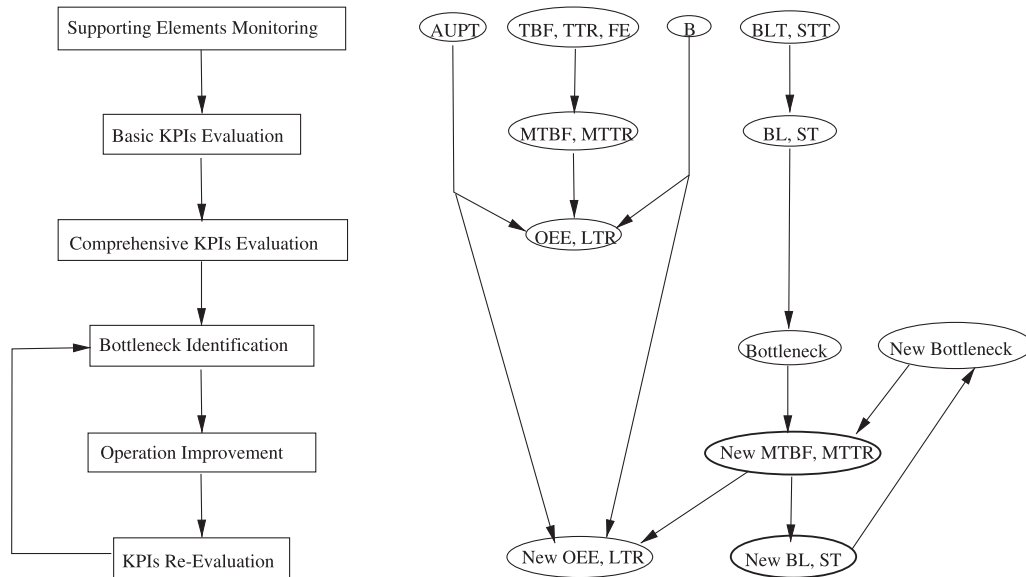 Supporting Elements Monitoring
AUPT
TBF, TTR, FE
B
BLT, STT
Basic KPIs Evaluation
MTBF, MTTR
BL, ST
Comprehensive KPIs Evaluation
OEE, LTR
Bottleneck Identification
Bottleneck
New Bottleneck
Operation Improvement
New MTBF, MTTR
KPIs Re-Evaluation
New OEE, LTR
New BL, ST